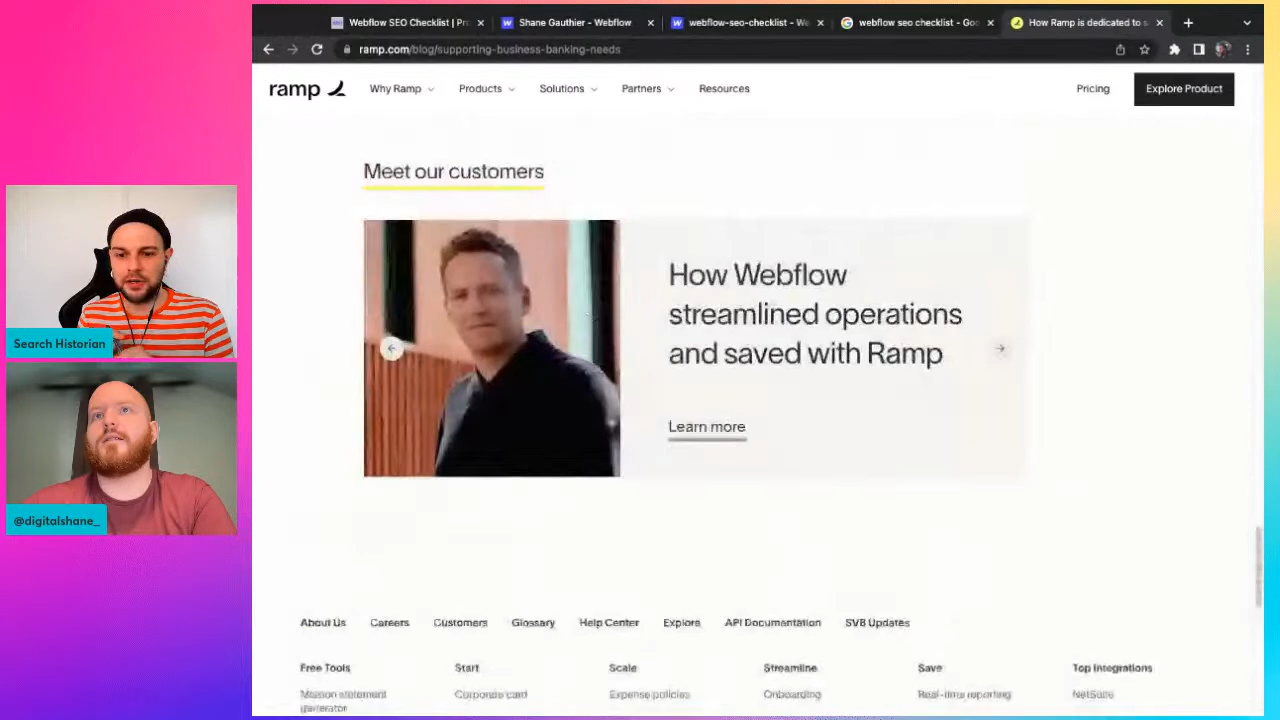 Webflow SEO Checklist | Pr
Shane Gauthier - Webflow
webflow-seo-checklist - We
webflow seo checklist - Goo
How Ramp is dedicated to s
ramp.com/blog/supporting-business-banking-needs
ramp
Why Ramp
Products
Solutions
Partners
Resources
Pricing
Explore Product
Meet our customers
How Webflow
streamlined operations
and saved with Ramp
Learn more
Search Historian
@digitalshane_
About Us
Careers
Customers
Glossary
Help Center
Explore
API Documentation
SVB Updates
Free Tools
Start
Scale
Streamline
Save
Top Integrations
Mission statement
generator
Corporate card
Expense policies
Onboarding
Real-time reporting
NetSuite